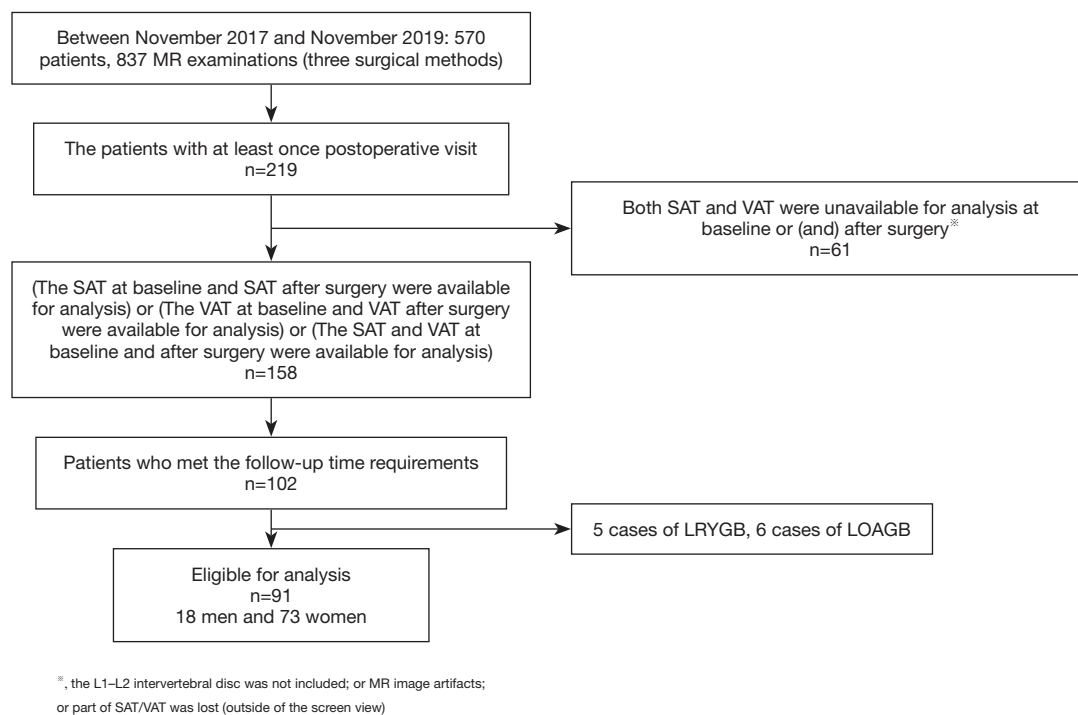 Between November 2017 and November 2019: 570
patients, 837 MR examinations (three surgical methods)
The patients with at least once postoperative visit
n=219
Both SAT and VAT were unavailable for analysis at
baseline or (and) after surgery※
n=61
(The SAT at baseline and SAT after surgery were available
for analysis) or (The VAT at baseline and VAT after surgery
were available for analysis) or (The SAT and VAT at
baseline and after surgery were available for analysis)
n=158
Patients who met the follow-up time requirements
n=102
5 cases of LRYGB, 6 cases of LOAGB
Eligible for analysis
n=91
18 men and 73 women
※, the L1–L2 intervertebral disc was not included; or MR image artifacts;
or part of SAT/VAT was lost (outside of the screen view)